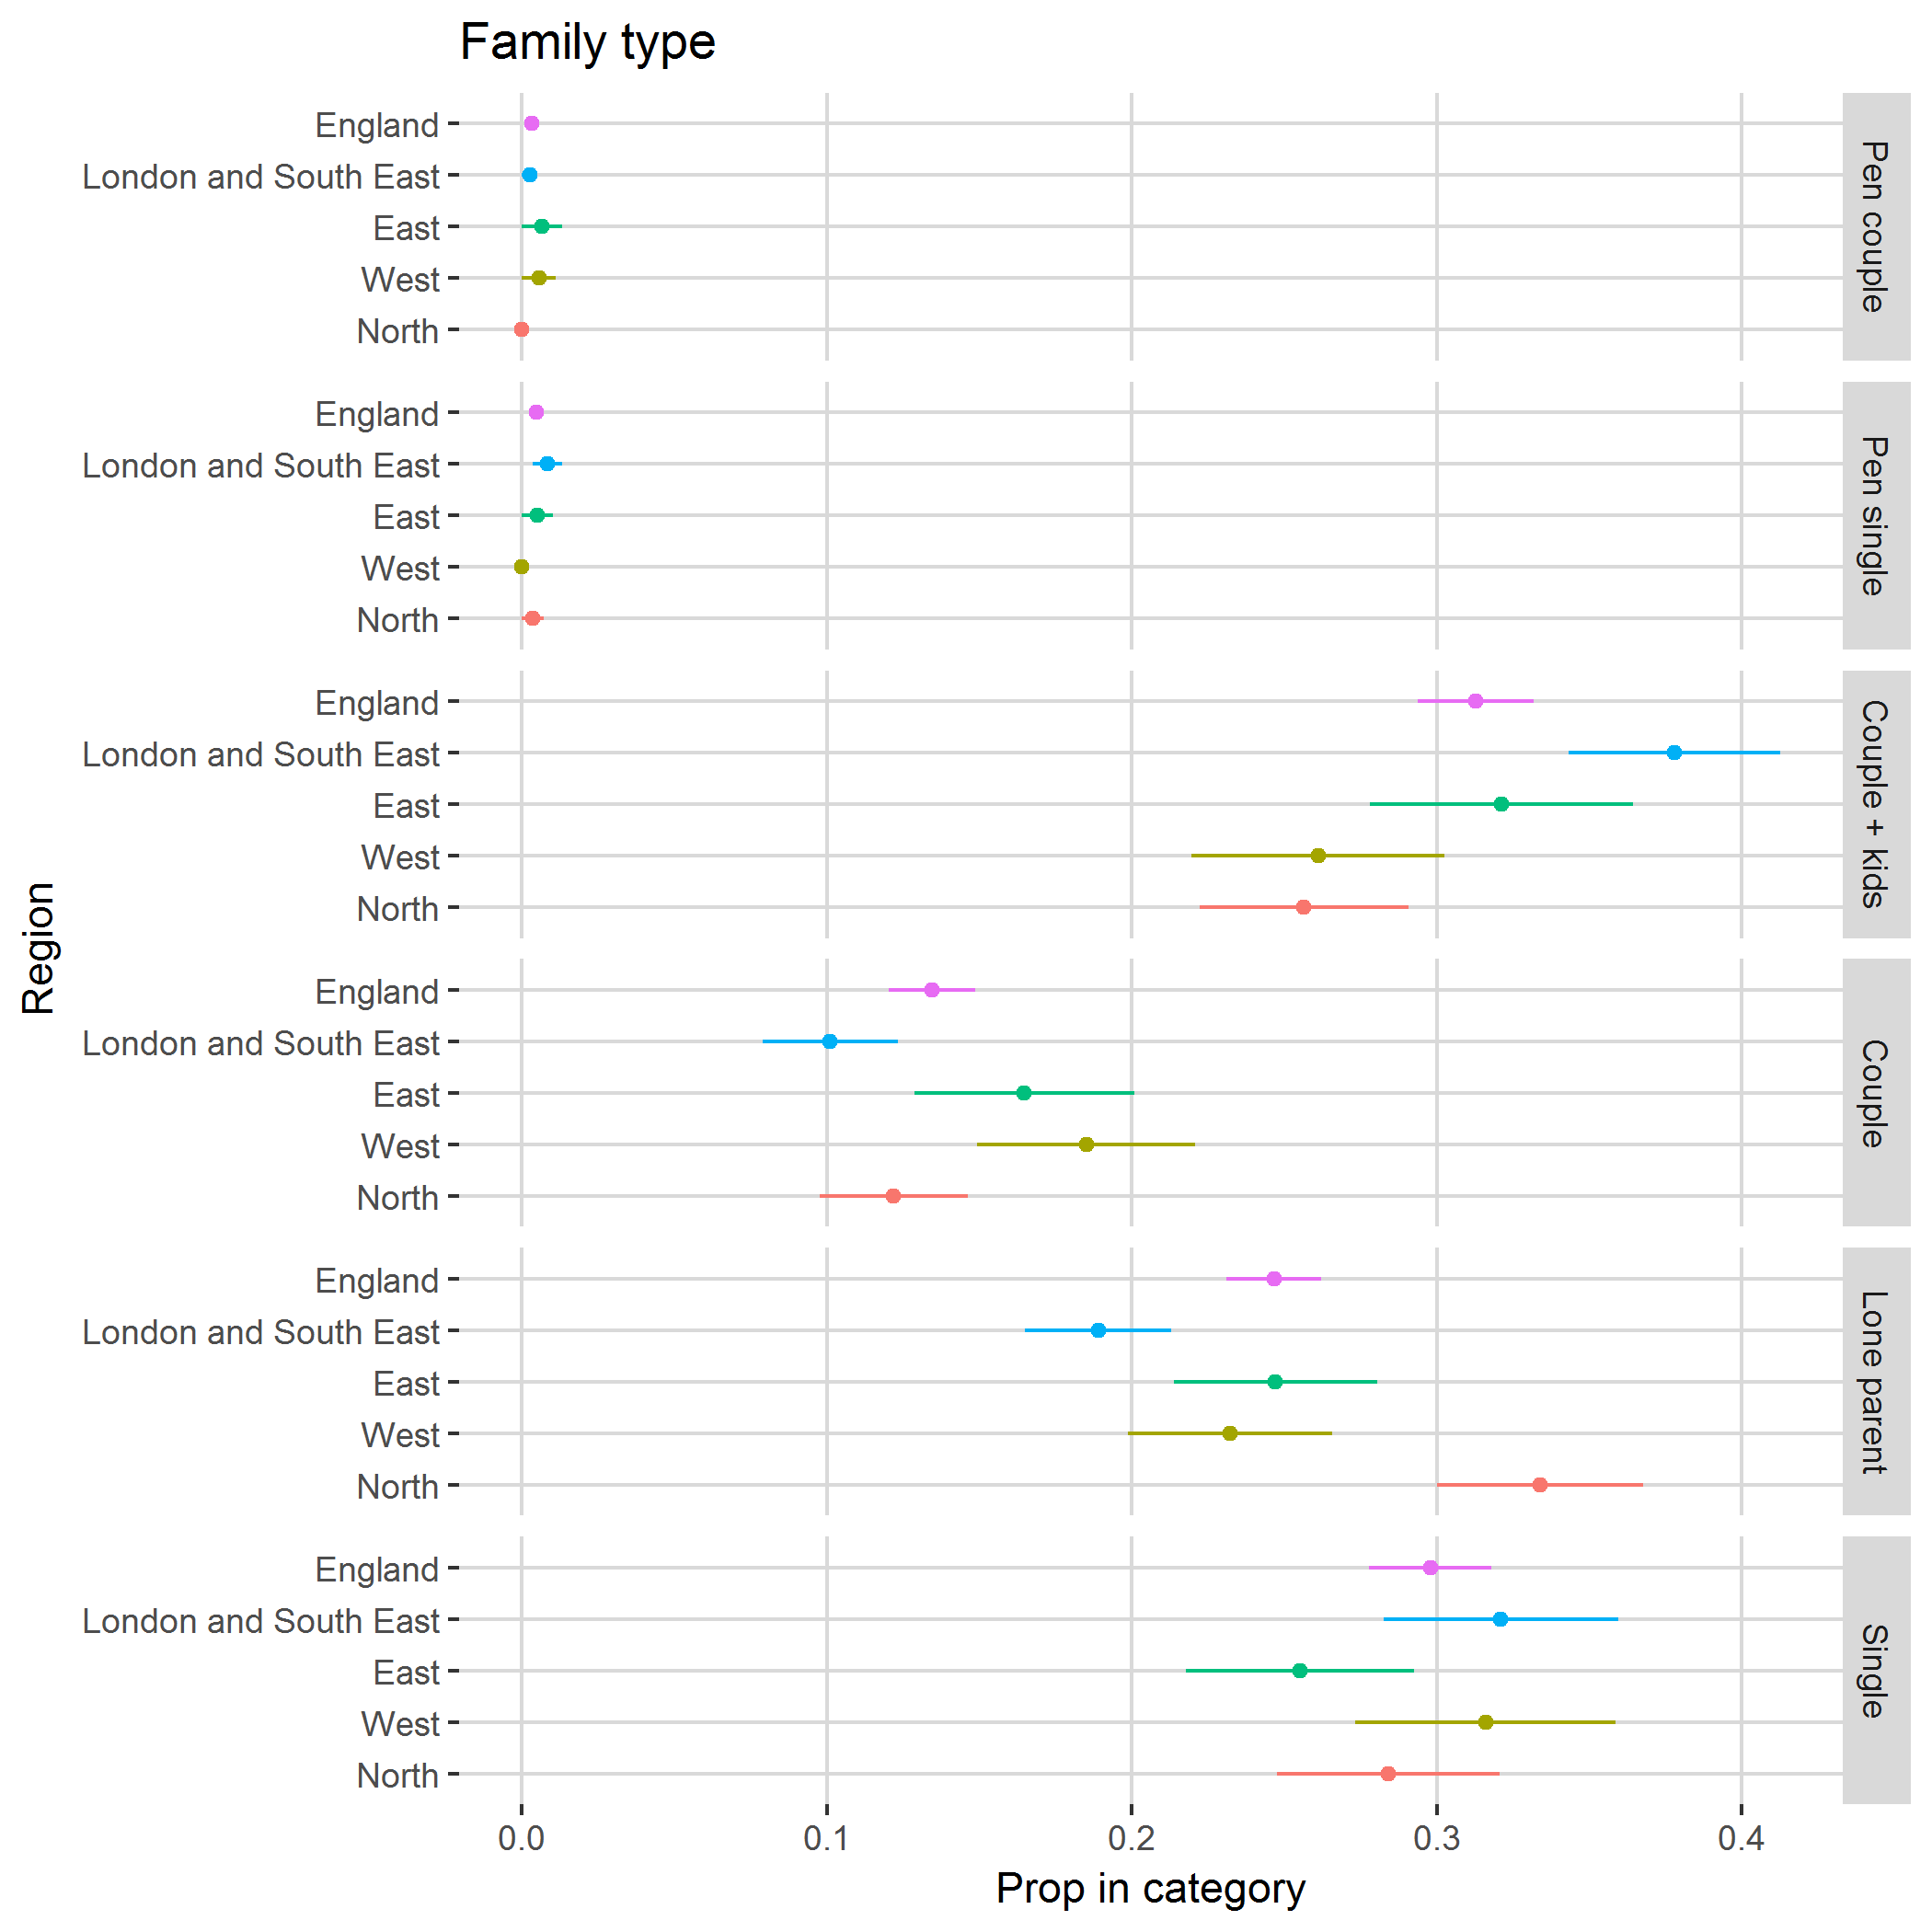 Family type
England
London and South East
East
West
North
Pen couple
England
London and South East
East
West
North
Pen single
England
London and South East
East
West
North
Couple + kids
England
London and South East
East
West
North
Couple
England
London and South East
East
West
North
Lone parent
England
London and South East
East
West
North
Single
Region
0.0 0.1 0.2 0.3 0.4
Prop in category